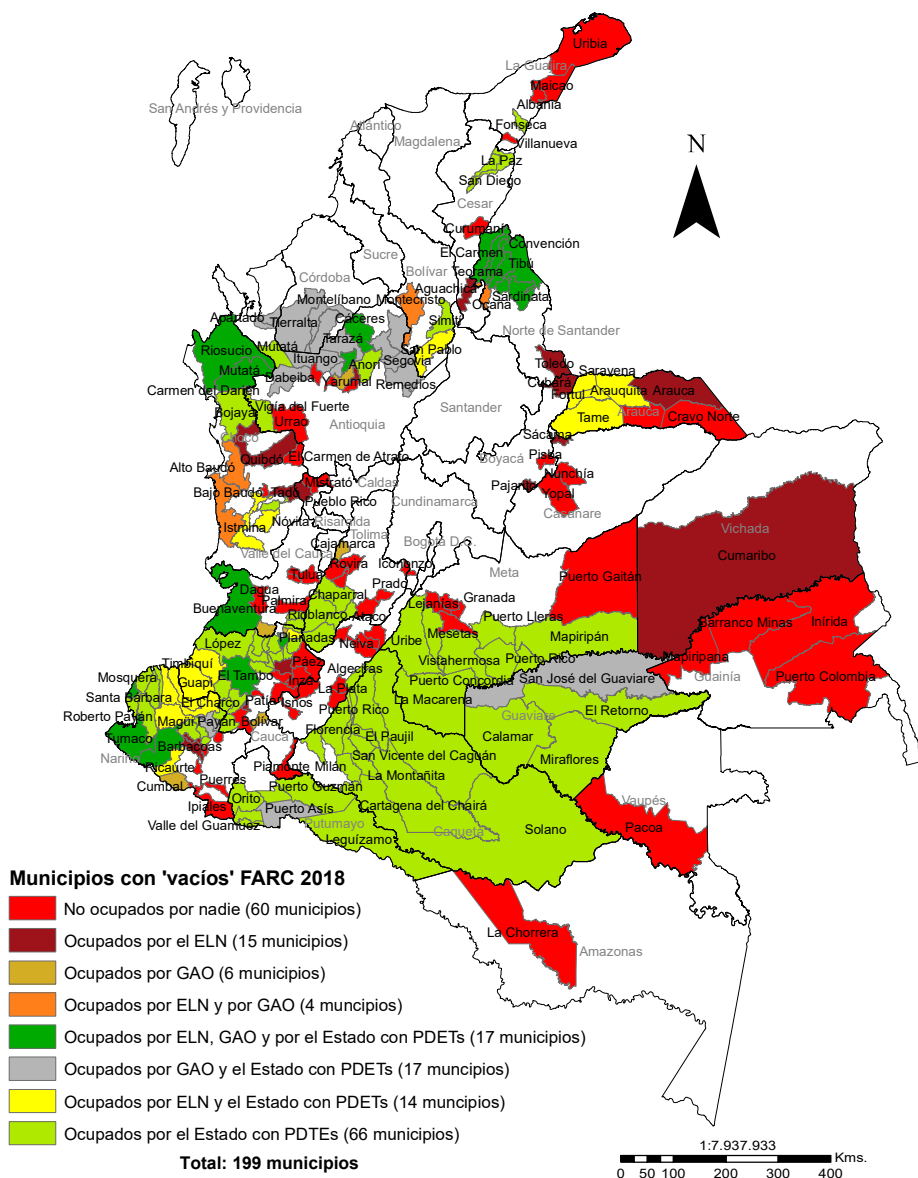 Uribia
La Guajira
Maicao
Albania
San Andrés y Providencia
Atlántico
Fonseca
Magdalena
Villanueva
N
La Paz
San Diego
Cesar
Curumaní
Convención
El Carmen
Sucre
Tibú
Bolívar
Teorama
Córdoba
Aguachica
Montelíbano
Montecristo
Ocaña
Sardinata
Apartadó
Cáceres
Simití
Tierralta
Norte de Santander
Tarazá
Mutatá
San Pablo
Riosucio
Ituango
Segovia
Toledo
Anorí
Saravena
Mutatá
Dabeiba
Yarumal
Remedios
Cubará
Arauquita
Arauca
Carmen del Darién
Fortul
Vigía del Fuerte
Santander
Bojaya
Tame
Arauca
Cravo Norte
Urrao
Antioquia
Chocó
Sácama
Quibdó
El Carmen de Atrato
Boyacá
Pisba
Alto Baudó
Nunchía
Mistrató
Caldas
Pajarito
Bajo Baudó
Tadó
Yopal
Pueblo Rico
Cundinamarca
Casanare
Vichada
Istmina
Nóvita
Risaralda
Tolima
Bogotá D.C.
Cumaribo
Valle del Cauca
Cajamarca
Rovira
Icononzo
Meta
Puerto Gaitán
Tuluá
Dagua
Chaparral
Prado
Granada
Palmira
Lejanías
Buenaventura
Rioblanco
Ataco
Puerto Lleras
Barranco Minas
Inírida
Planadas
Uribe
Mesetas
Mapiripán
López
Neiva
Timbiquí
Páez
Vistahermosa
Puerto Rico
Mapiripana
Mosquera
Guapi
El Tambo
Inzá
Algeciras
Puerto Concordia
San José del Guaviare
Guainía
Puerto Colombia
Santa Bárbara
El Charco
La Plata
La Macarena
Patía
Isnos
Puerto Rico
El Retorno
Roberto Payán
Magüí Payán
Bolívar
Guaviare
Tumaco
Cauca
Florencia
El Paujil
Calamar
Barbacoas
Nariño
San Vicente del Caguán
Ricaurte
Piamonte
Milán
Miraflores
Cumbal
Puerres
La Montañita
Puerto Guzmán
Orito
Vaupés
Ipiales
Puerto Asís
Cartagena del Chairá
Solano
Pacoa
Valle del Guamuez
Putumayo
Caquetá
Leguízamo
La Chorrera
Amazonas
Municipios con 'vacíos' FARC 2018
No ocupados por nadie (60 municipios)
Ocupados por el ELN (15 municipios)
Ocupados por GAO (6 municipios)
Ocupados por ELN y por GAO (4 muncipios)
Ocupados por ELN, GAO y por el Estado con PDETs (17 municipios)
Ocupados por GAO y el Estado con PDETs (17 muncipios)
Ocupados por ELN y el Estado con PDETs (14 muncipios)
Ocupados por el Estado con PDTEs (66 municipios)
Total: 199 municipios
1:7.937.933
Kms.
0 50 100 200 300 400